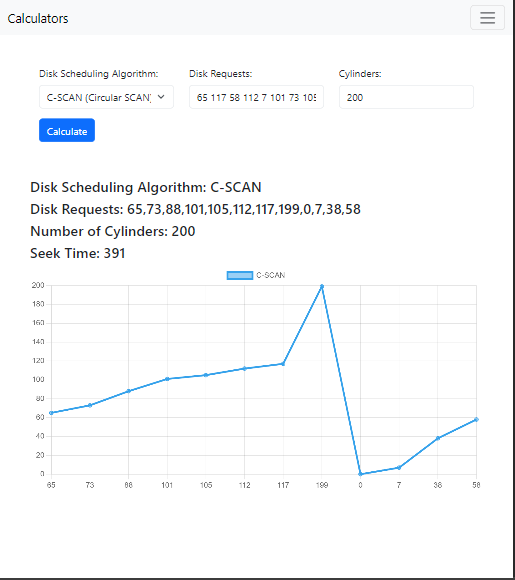 Calculators
Disk Scheduling Algorithm: Disk Requests: Cylinders:
C-SCAN (Circular SCAN) 65 117 58 112 7 101 73 105 200
Calculate
Disk Scheduling Algorithm: C-SCAN
Disk Requests: 65,73,88,101,105,112,117,199,0,7,38,58
Number of Cylinders: 200
Seek Time: 391
C-SCAN
200
180
160
140
120
100
80
60
40
20
0
65 73 88 101 105 112 117 199 0 7 38 58